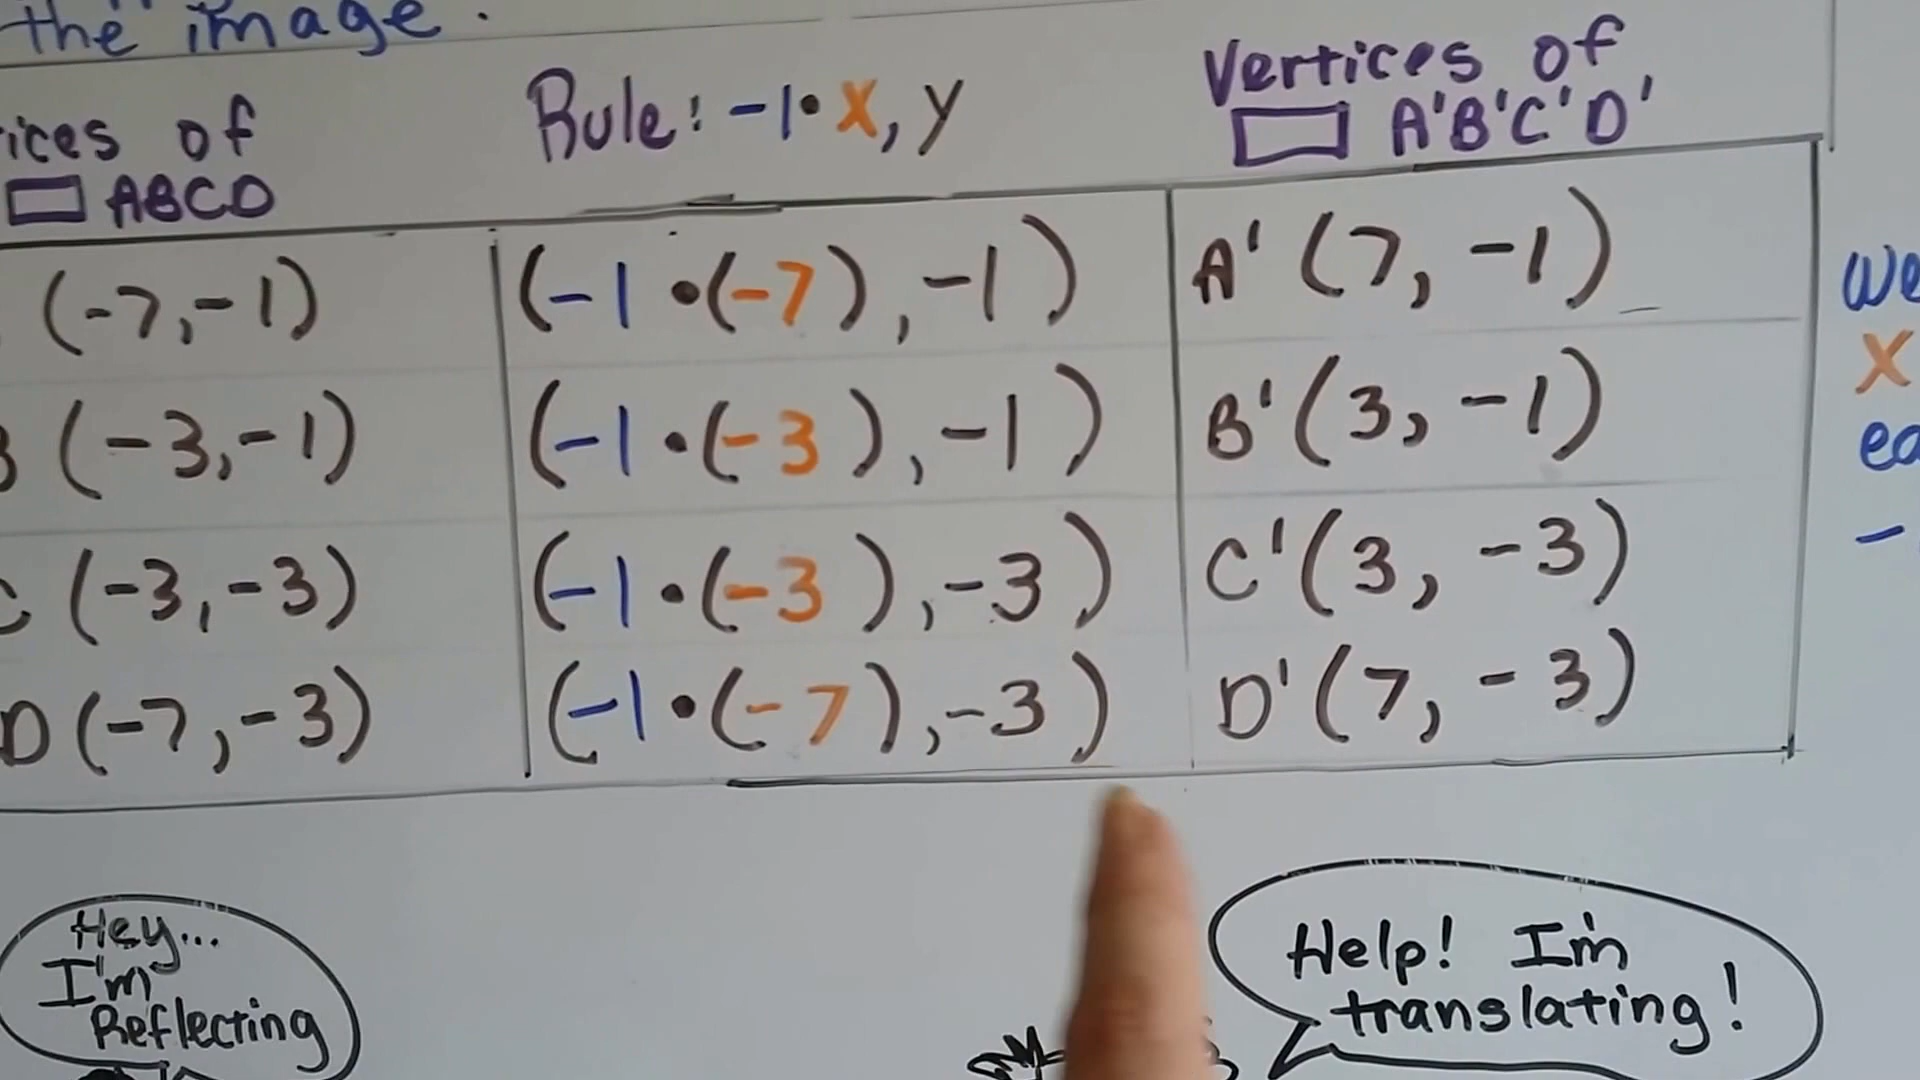 the image.
ices of
ABCD
Rule: -1•x, y
Vertices of
A'B'C'D'
(-7,-1)
(-1•(-7), -1)
A' (7, -1)
B (-3,-1)
(-1•(-3), -1)
B' (3, -1)
C (-3,-3)
(-1•(-3), -3)
C' (3, -3)
D (-7,-3)
(-1•(-7), -3)
D' (7, -3)
We
x
ea
-
Hey...
I'm
Reflecting
Help! I'm
translating!